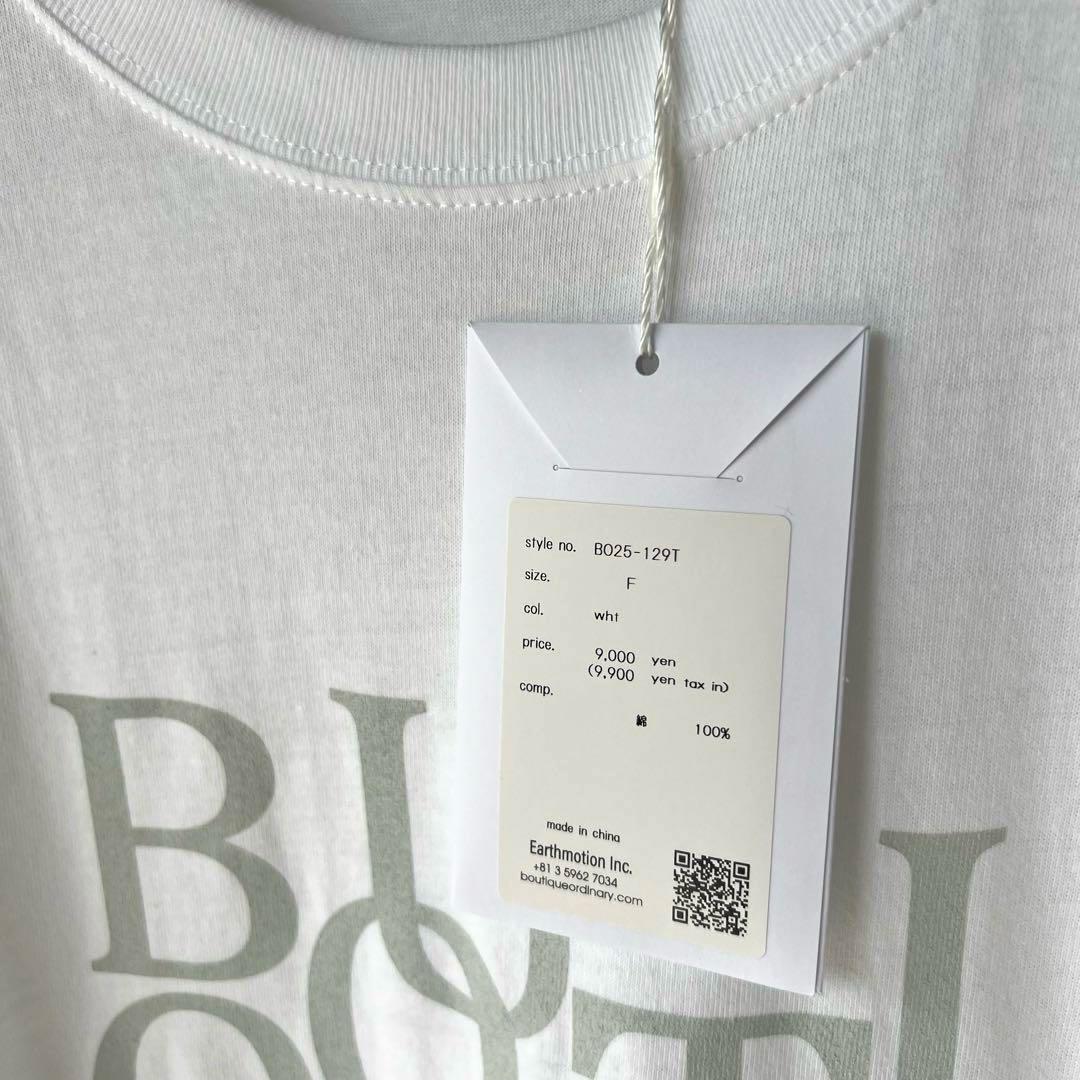 style no. BO25-129T
size. F
col. wht
price. 9,000 yen
(9,900 yen tax in)
comp.
綿 100%
made in china
Earthmotion Inc.
+81 3 5962 7034
boutiqueordinary.com